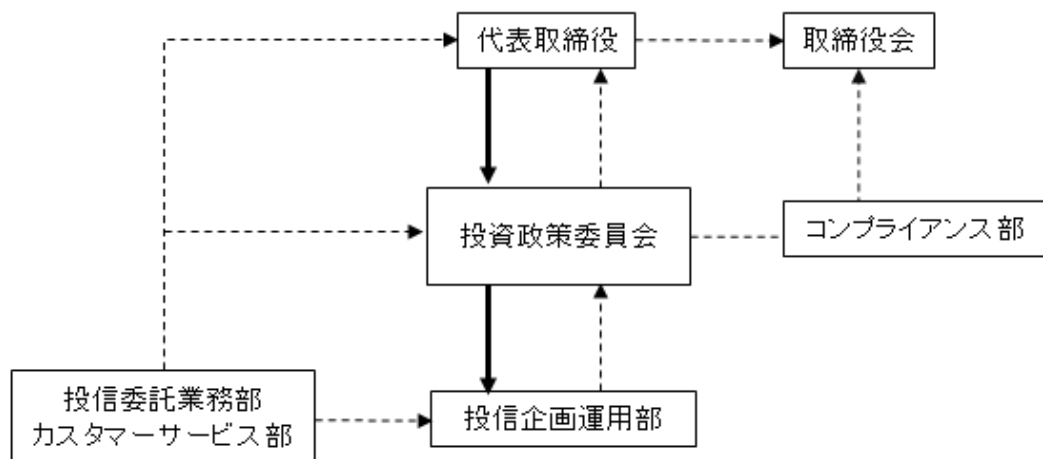 代表取締役
取締役会
投資政策委員会
コンプライアンス部
投信委託業務部
カスタマーサービス部
投信企画運用部